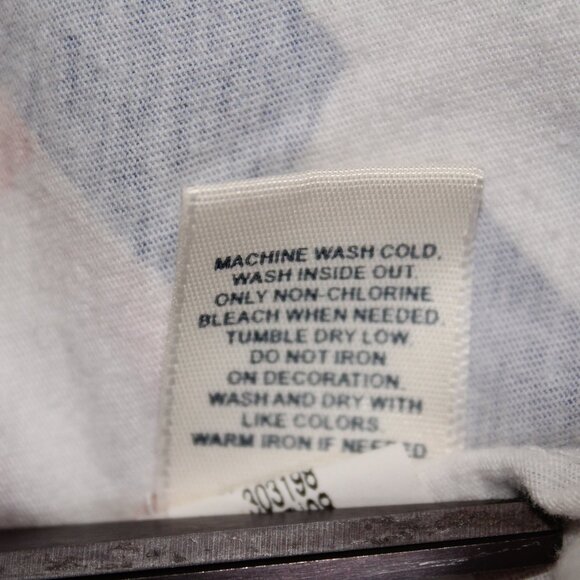 MACHINE WASH COLD,
WASH INSIDE OUT.
ONLY NON-CHLORINE
BLEACH WHEN NEEDED.
TUMBLE DRY LOW.
DO NOT IRON
ON DECORATION.
WASH AND DRY WITH
LIKE COLORS.
WARM IRON IF NEEDED
303198